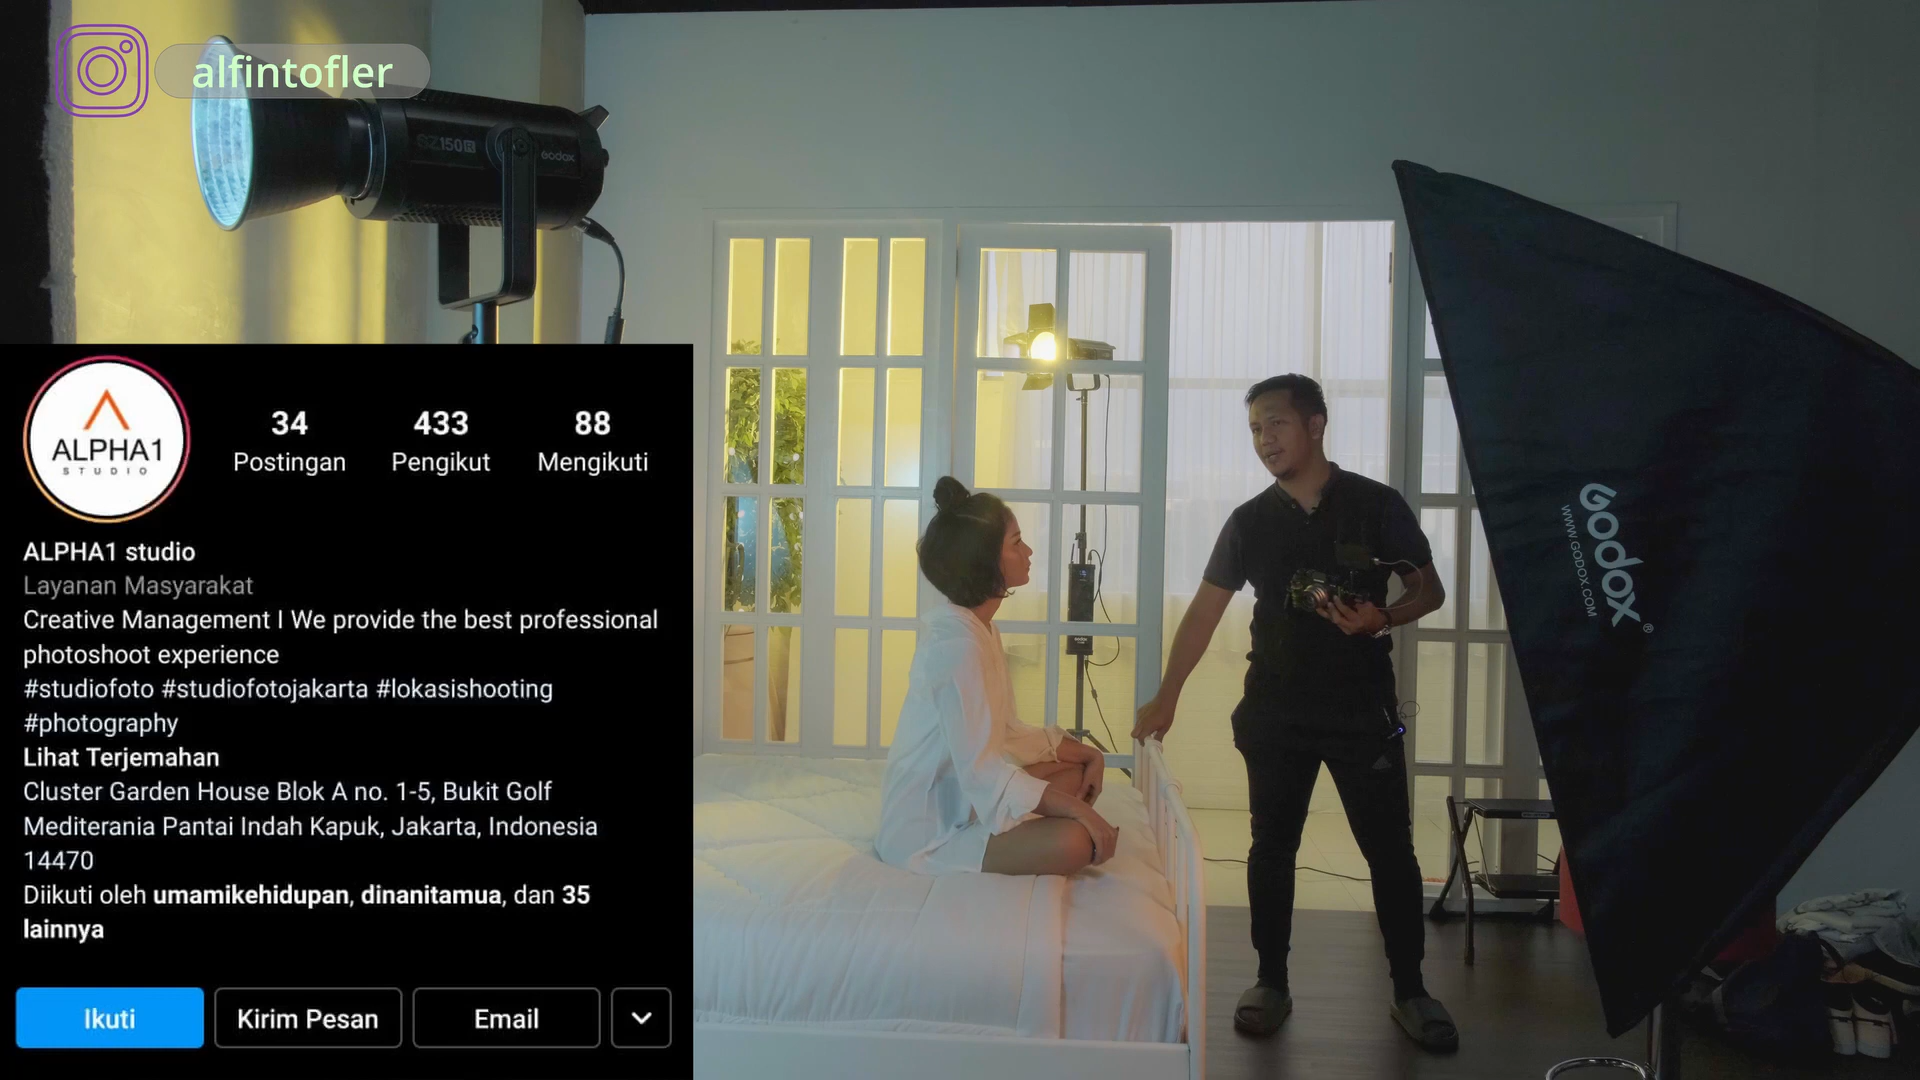 alfintofler
SZ150R
Godox
ALPHA1
STUDIO
34
433
88
Postingan
Pengikut
Mengikuti
ALPHA1 studio
Layanan Masyarakat
Creative Management I We provide the best professional
photoshoot experience
#studiofoto #studiofotojakarta #lokasishooting
#photography
Lihat Terjemahan
Cluster Garden House Blok A no. 1-5, Bukit Golf
Mediterania Pantai Indah Kapuk, Jakarta, Indonesia
14470
Diikuti oleh umamikehidupan, dinanitamua, dan 35
lainnya
Ikuti
Kirim Pesan
Email
Godox®
WWW.GODOX.COM